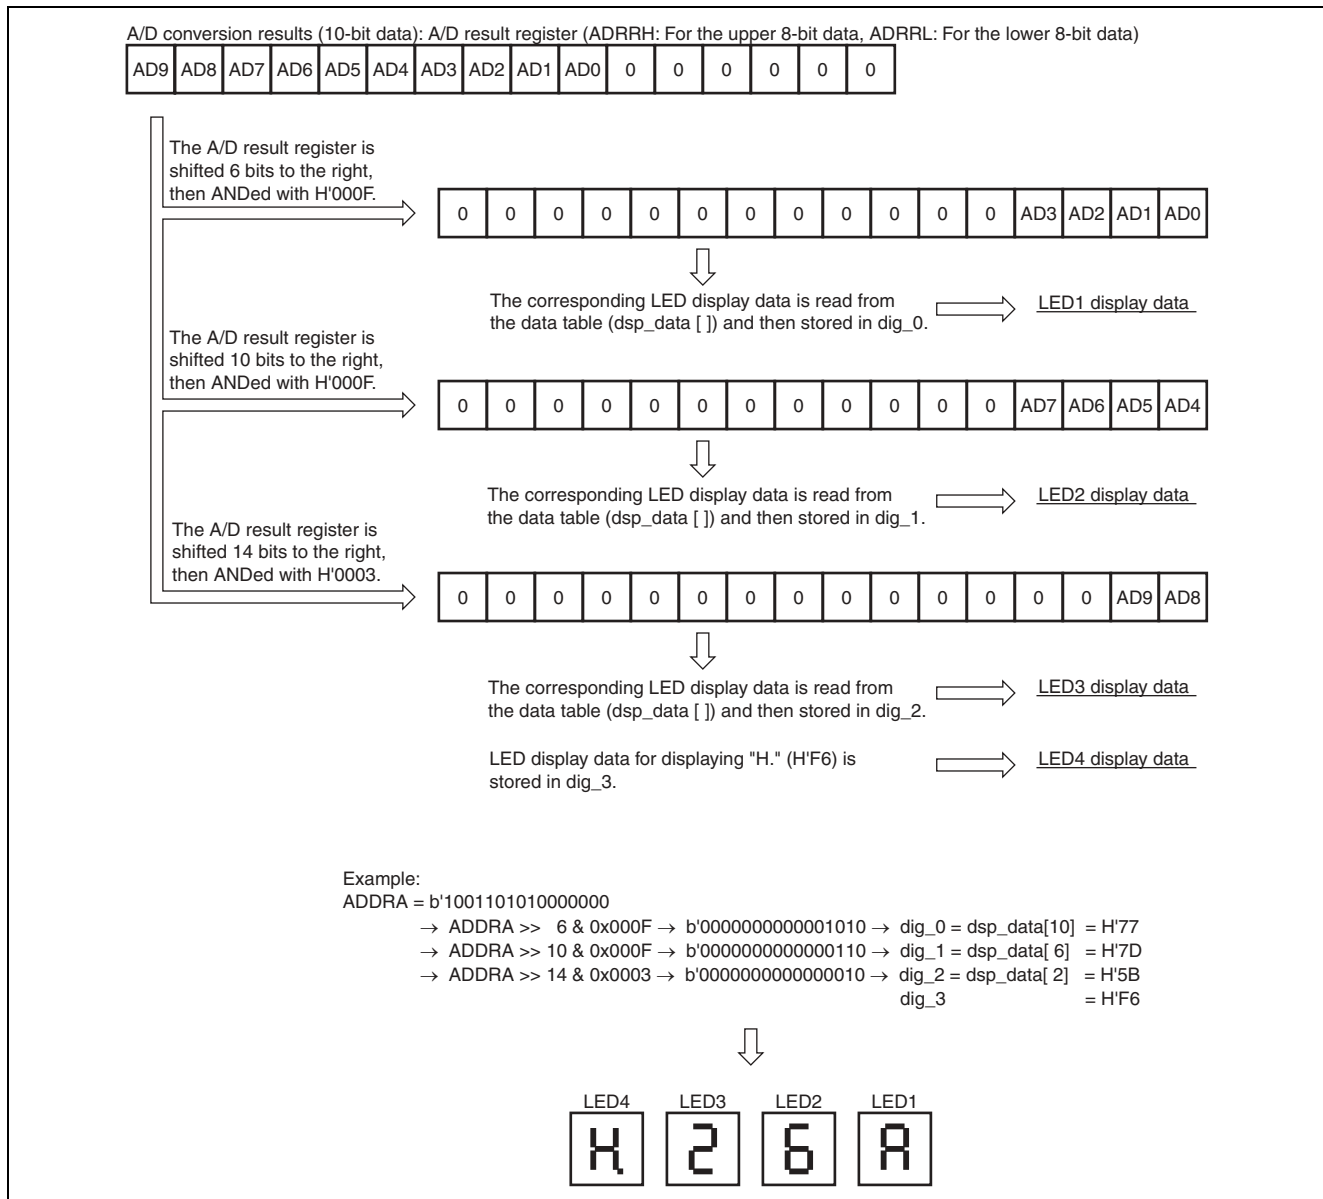 A/D conversion results (10-bit data): A/D result register (ADRRH: For the upper 8-bit data, ADRRL: For the lower 8-bit data)
AD9 AD8 AD7 AD6 AD5 AD4 AD3 AD2 AD1 AD0 0 0 0 0 0 0
The A/D result register is
shifted 6 bits to the right,
then ANDed with H'000F.
0 0 0 0 0 0 0 0 0 0 0 0 AD3 AD2 AD1 AD0
The corresponding LED display data is read from
the data table (dsp_data [ ]) and then stored in dig_0.
LED1 display data
The A/D result register is
shifted 10 bits to the right,
then ANDed with H'000F.
0 0 0 0 0 0 0 0 0 0 0 0 AD7 AD6 AD5 AD4
The corresponding LED display data is read from
the data table (dsp_data [ ]) and then stored in dig_1.
LED2 display data
The A/D result register is
shifted 14 bits to the right,
then ANDed with H'0003.
0 0 0 0 0 0 0 0 0 0 0 0 0 0 AD9 AD8
The corresponding LED display data is read from
the data table (dsp_data [ ]) and then stored in dig_2.
LED3 display data
LED display data for displaying "H." (H'F6) is
stored in dig_3.
LED4 display data
Example:
ADDRA = b'1001101010000000
→ ADDRA >> 6 & 0x000F → b'0000000000001010 → dig_0 = dsp_data[10] = H'77
→ ADDRA >> 10 & 0x000F → b'0000000000000110 → dig_1 = dsp_data[ 6] = H'7D
→ ADDRA >> 14 & 0x0003 → b'0000000000000010 → dig_2 = dsp_data[ 2] = H'5B
dig_3 = H'F6
LED4 LED3 LED2 LED1
H. 2 6 A